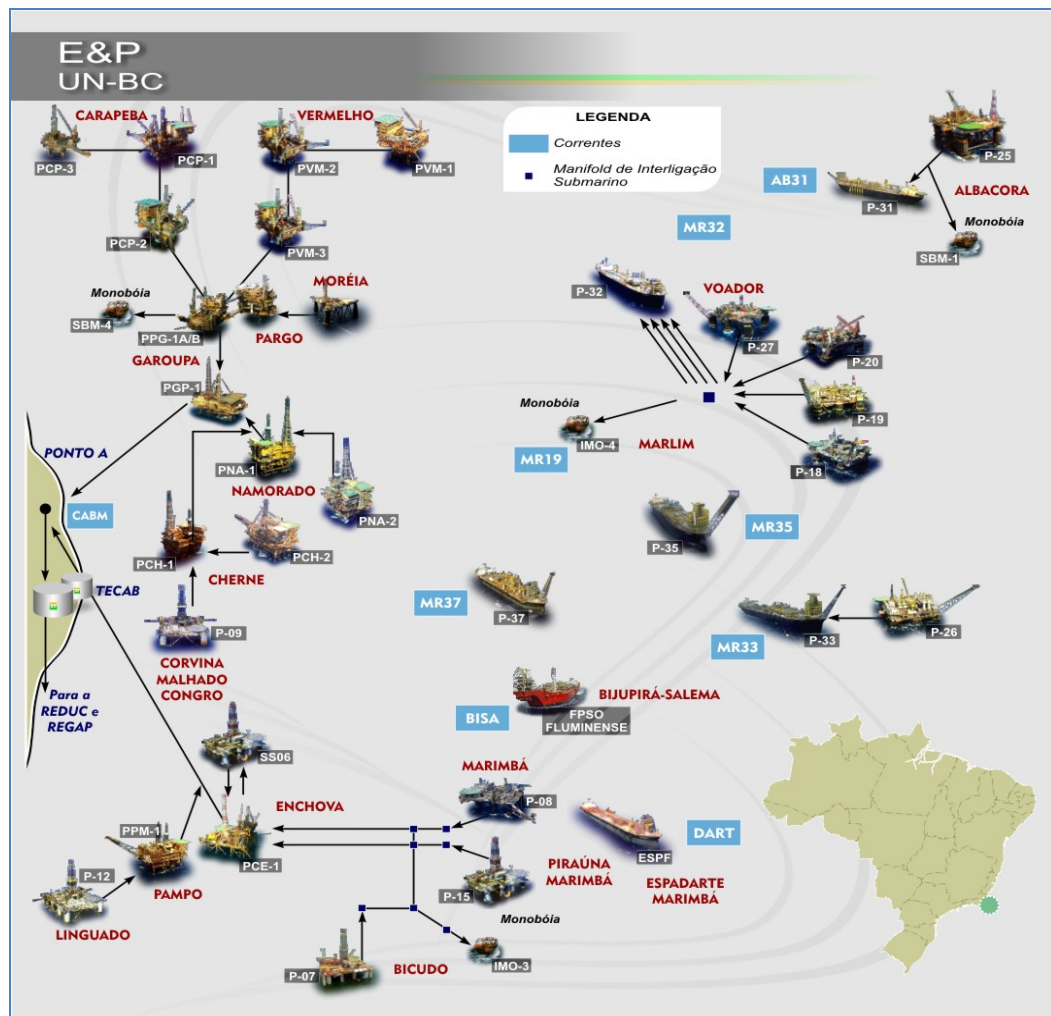 E&P
UN-BC
LEGENDA
Correntes
Manifold de Interligação
Submarino
CARAPEBA
PCP-3
PCP-1
PCP-2
VERMELHO
PVM-2
PVM-1
PVM-3
P-25
AB31
P-31
ALBACORA
Monobóia
SBM-1
MR32
P-32
VOADOR
P-27
P-20
P-19
P-18
Monobóia
IMO-4
MR19
MARLIM
MORÉIA
Monobóia
SBM-4
PPG-1A/B
PARGO
GAROUPA
PGP-1
PONTO A
CABM
PNA-1
NAMORADO
PNA-2
PCH-1
PCH-2
CHERNE
TECAB
P-09
CORVINA
MALHADO
CONGRO
Para a
REDUC e
REGAP
P-35
MR35
MR37
P-37
MR33
P-33
P-26
BIJUPIRÁ-SALEMA
BISA
FPSO
FLUMINENSE
SS06
ENCHOVA
PCE-1
MARIMBÁ
P-08
DART
ESPF
ESPADARTE
MARIMBÁ
PIRAÚNA
MARIMBÁ
P-15
PPM-1
PAMPO
P-12
LINGUADO
Monobóia
IMO-3
P-07
BICUDO